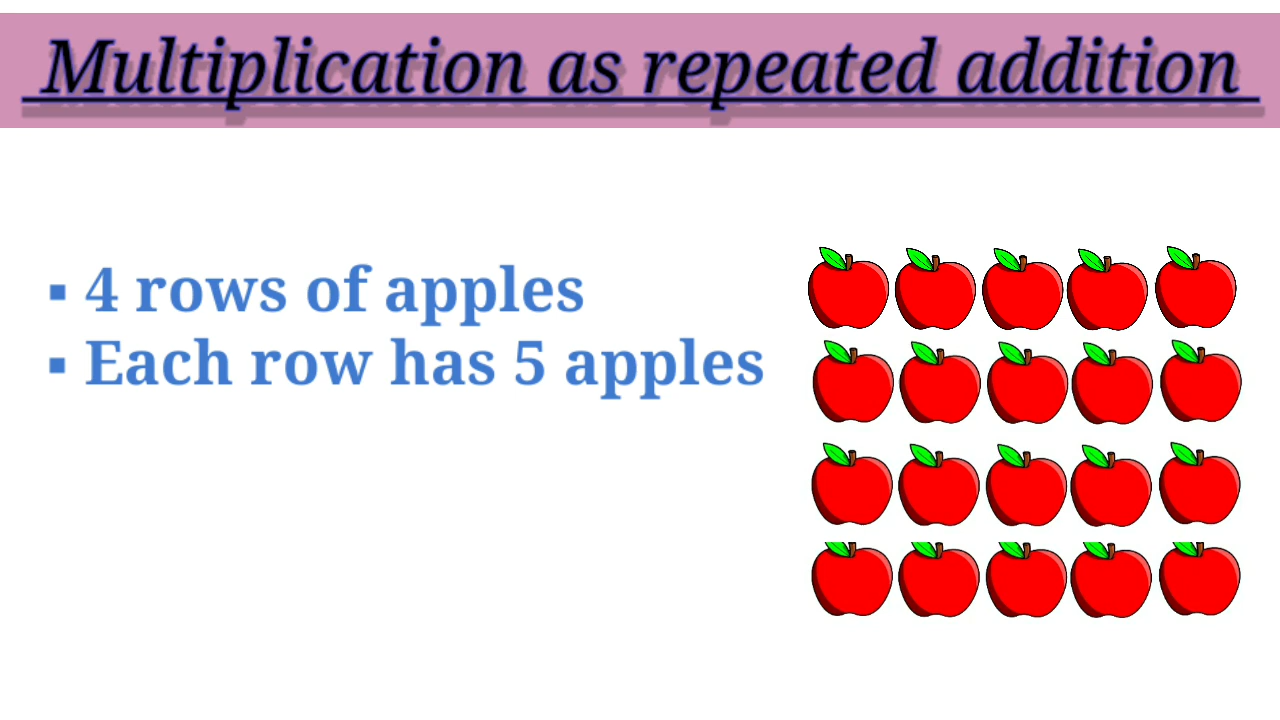 Multiplication as repeated addition
▪ 4 rows of apples
▪ Each row has 5 apples